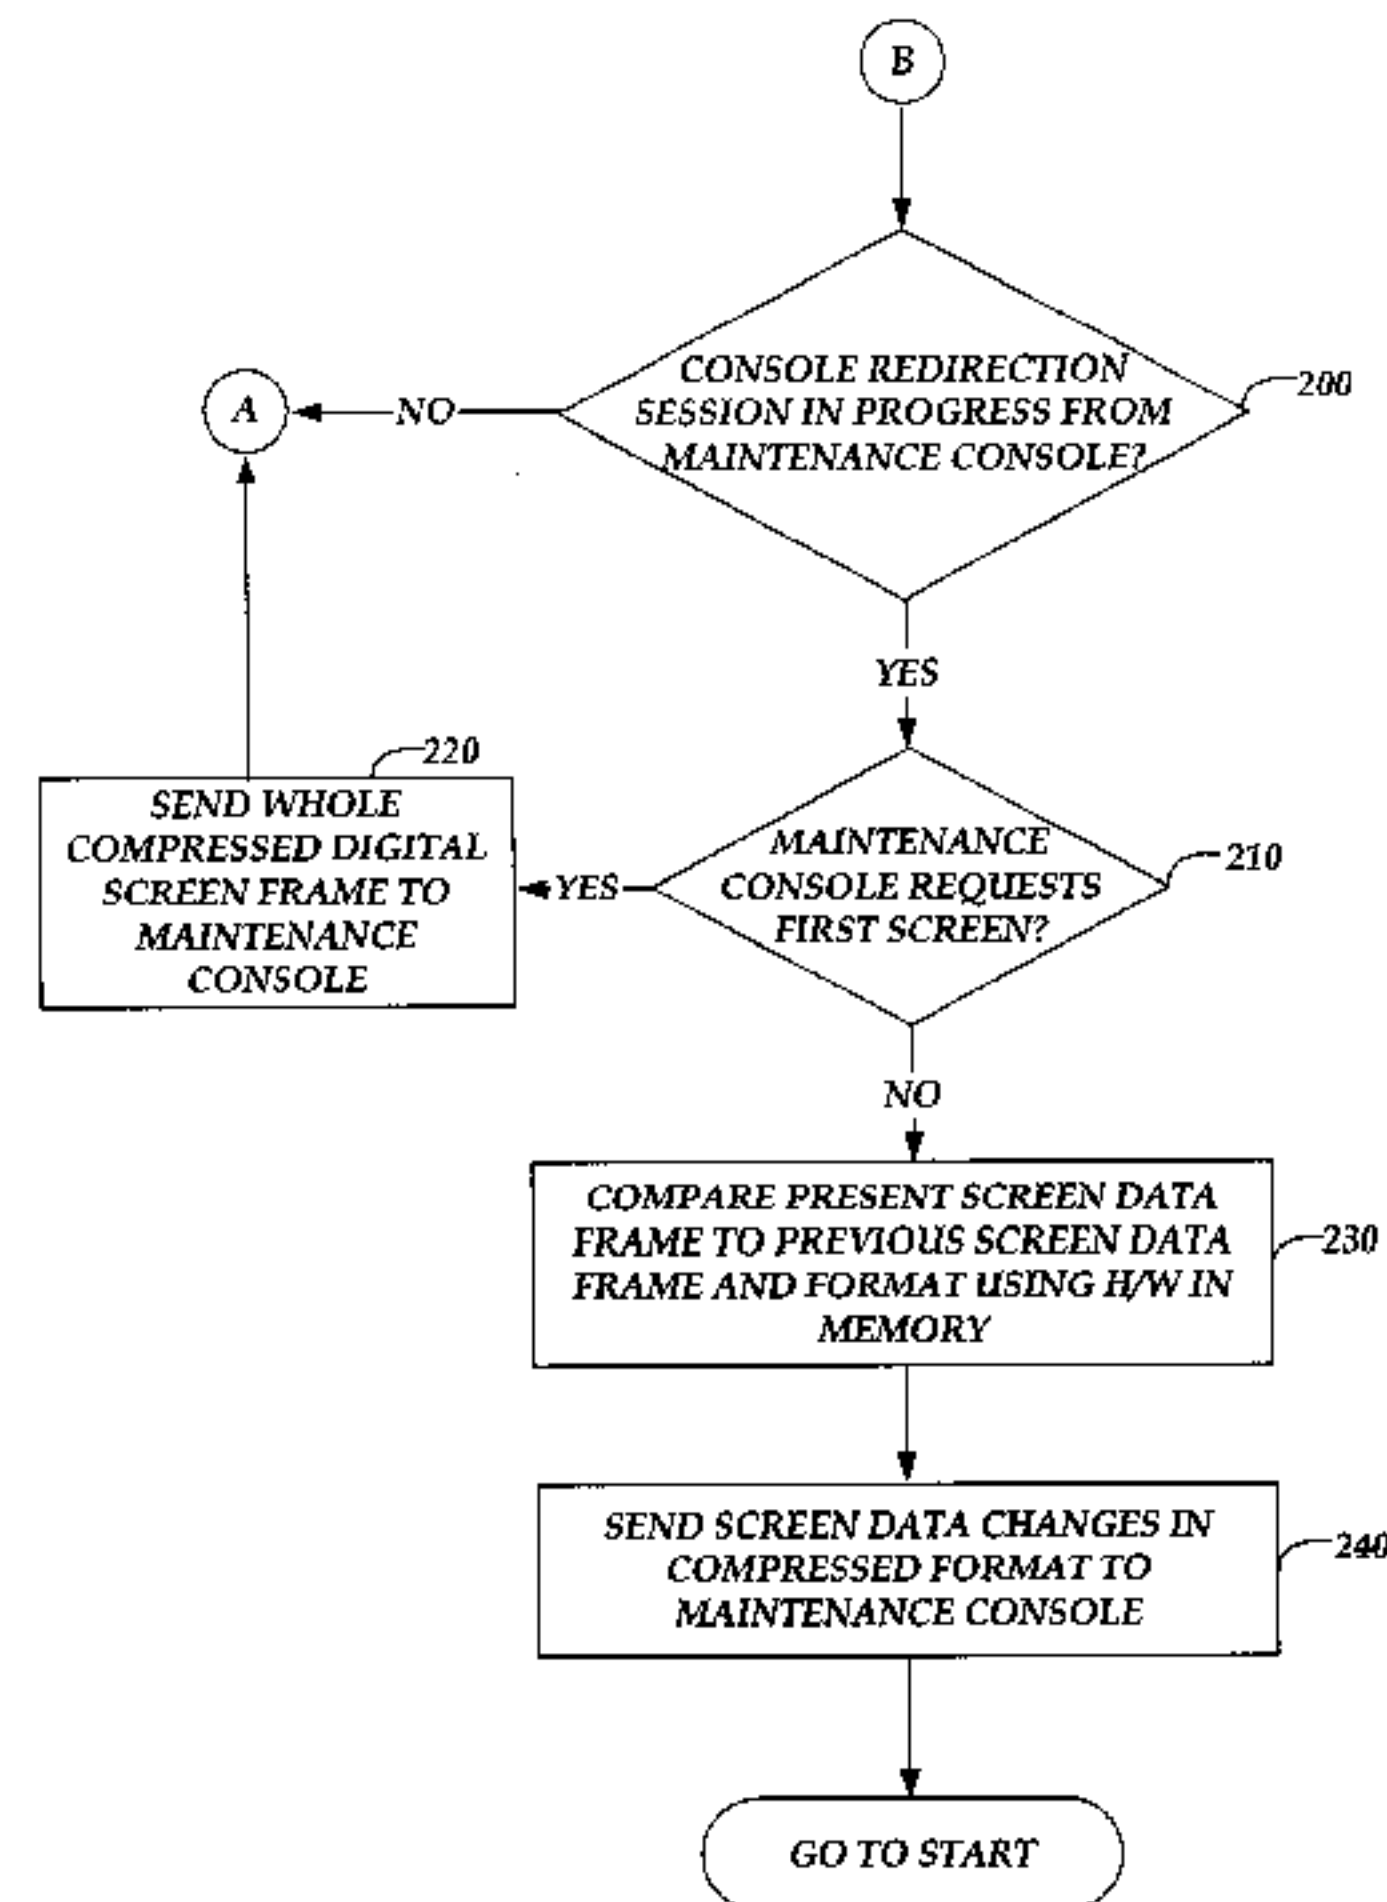 B
CONSOLE REDIRECTION
SESSION IN PROGRESS FROM
MAINTENANCE CONSOLE?
200
A
NO
YES
220
SEND WHOLE
COMPRESSED DIGITAL
SCREEN FRAME TO
MAINTENANCE
CONSOLE
YES
MAINTENANCE
CONSOLE REQUESTS
FIRST SCREEN?
210
NO
COMPARE PRESENT SCREEN DATA
FRAME TO PREVIOUS SCREEN DATA
FRAME AND FORMAT USING H/W IN
MEMORY
230
SEND SCREEN DATA CHANGES IN
COMPRESSED FORMAT TO
MAINTENANCE CONSOLE
240
GO TO START